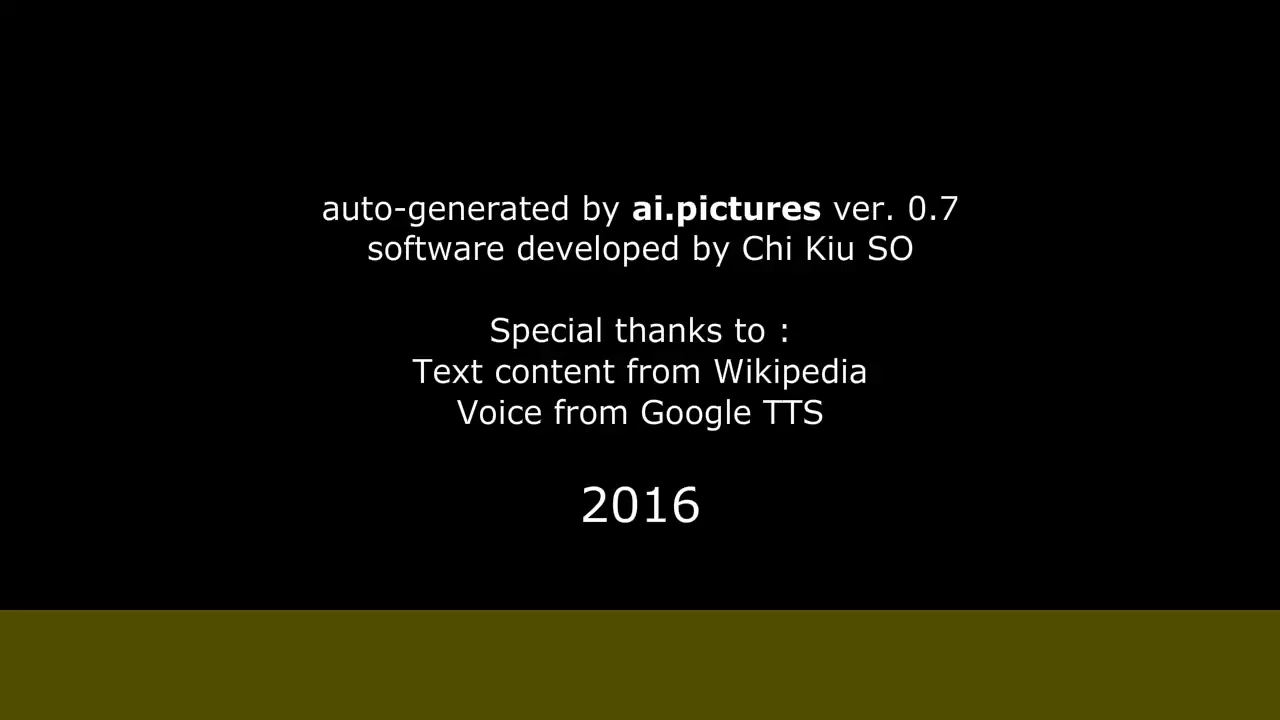 auto-generated by ai.pictures ver. 0.7
software developed by Chi Kiu SO
Special thanks to :
Text content from Wikipedia
Voice from Google TTS
2016